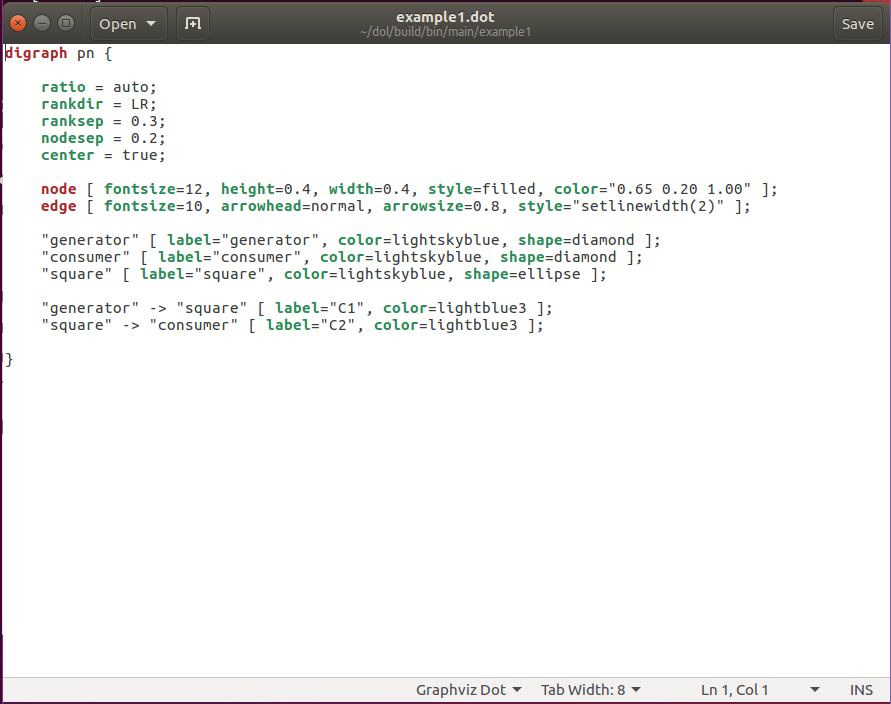 Open
example1.dot
~/dol/build/bin/main/example1
Save
digraph pn {
ratio = auto;
rankdir = LR;
ranksep = 0.3;
nodesep = 0.2;
center = true;
node [ fontsize=12, height=0.4, width=0.4, style=filled, color="0.65 0.20 1.00" ];
edge [ fontsize=10, arrowhead=normal, arrowsize=0.8, style="setlinewidth(2)" ];
"generator" [ label="generator", color=lightskyblue, shape=diamond ];
"consumer" [ label="consumer", color=lightskyblue, shape=diamond ];
"square" [ label="square", color=lightskyblue, shape=ellipse ];
"generator" -> "square" [ label="C1", color=lightblue3 ];
"square" -> "consumer" [ label="C2", color=lightblue3 ];
}
Graphviz Dot Tab Width: 8 Ln 1, Col 1 INS